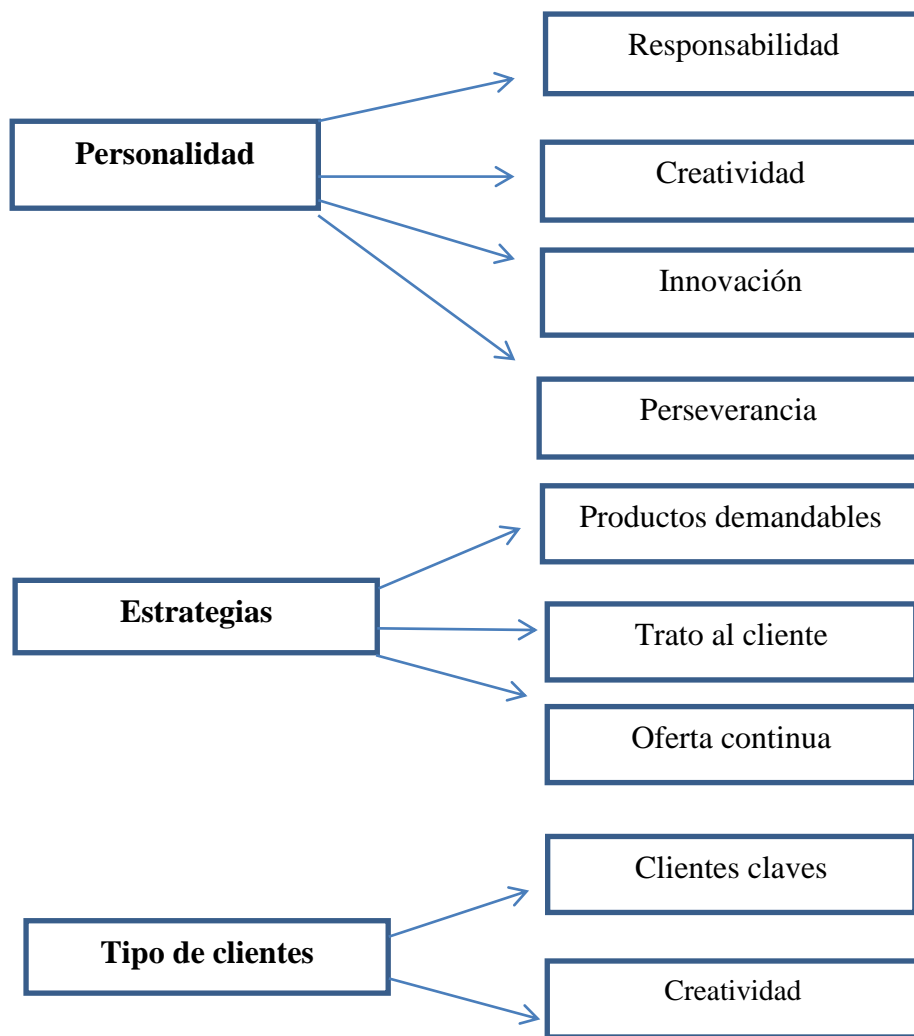 Responsabilidad
Personalidad
Creatividad
Innovación
Perseverancia
Productos demandables
Estrategias
Trato al cliente
Oferta continua
Clientes claves
Tipo de clientes
Creatividad